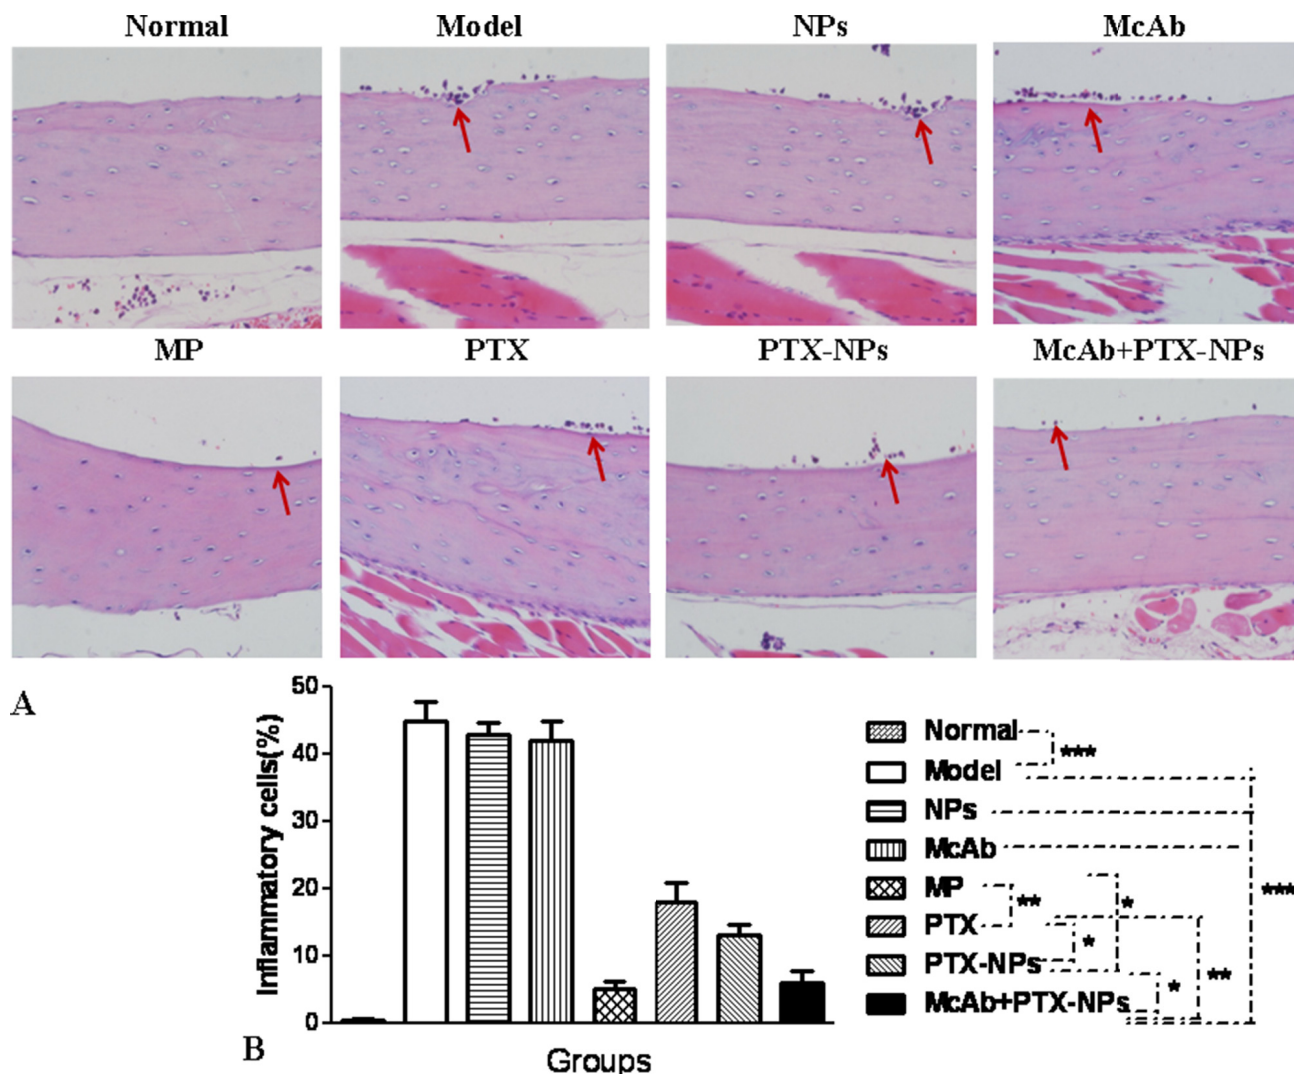 Normal Model NPs McAb
MP PTX PTX-NPs McAb+PTX-NPs
A
Inflammatory cells(%)
50
40
30
20
10
0
Groups
B
Normal
***
Model
NPs
McAb
MP
***
**
*
PTX
*
PTX-NPs
**
*
McAb+PTX-NPs